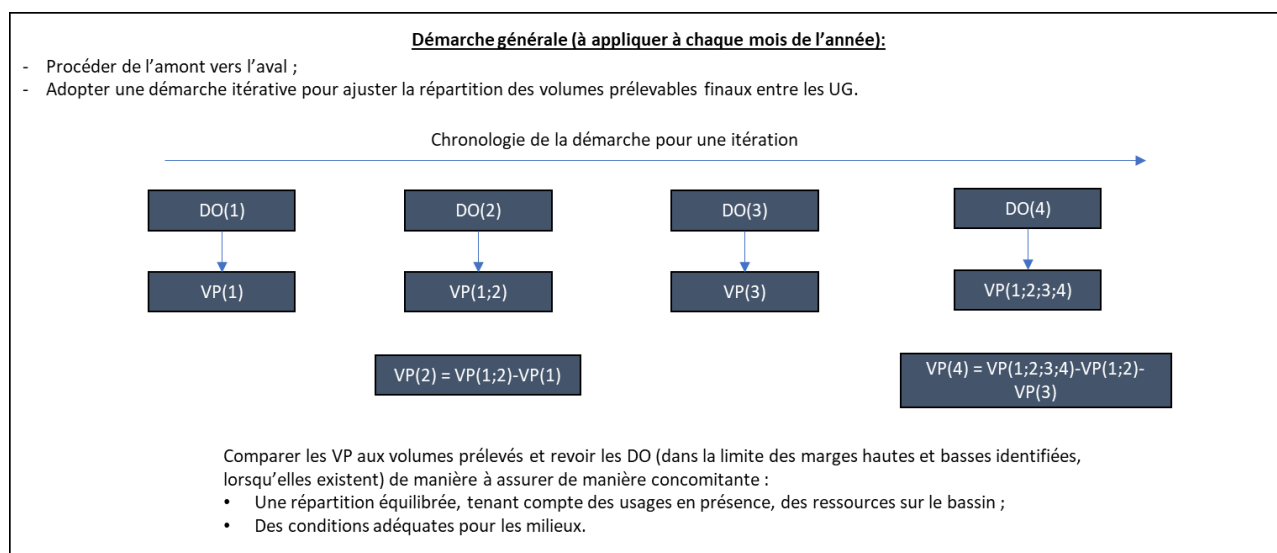 Démarche générale (à appliquer à chaque mois de l'année):
- Procéder de l'amont vers l'aval ;
- Adopter une démarche itérative pour ajuster la répartition des volumes prélevables finaux entre les UG.
Chronologie de la démarche pour une itération
DO(1) DO(2) DO(3) DO(4)
VP(1) VP(1;2) VP(3) VP(1;2;3;4)
VP(2) = VP(1;2)-VP(1)
VP(4) = VP(1;2;3;4)-VP(1;2)-
VP(3)
Comparer les VP aux volumes prélevés et revoir les DO (dans la limite des marges hautes et basses identifiées,
lorsqu'elles existent) de manière à assurer de manière concomitante :
• Une répartition équilibrée, tenant compte des usages en présence, des ressources sur le bassin ;
• Des conditions adéquates pour les milieux.